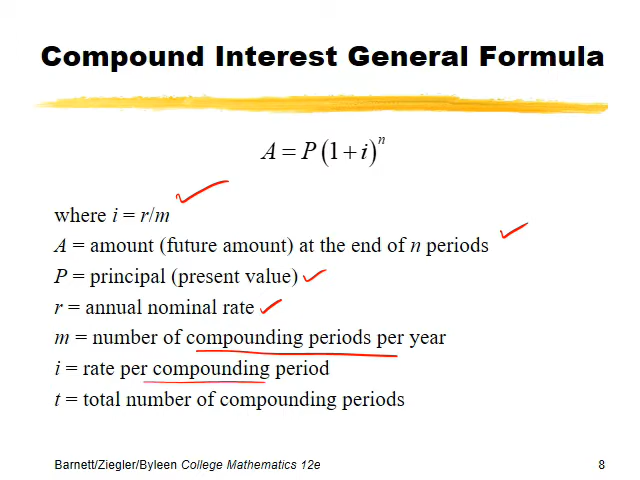 Compound Interest General Formula
A = P(1 + i)^n
where i = r/m
A = amount (future amount) at the end of n periods
P = principal (present value)
r = annual nominal rate
m = number of compounding periods per year
i = rate per compounding period
t = total number of compounding periods
Barnett/Ziegler/Byleen College Mathematics 12e 8